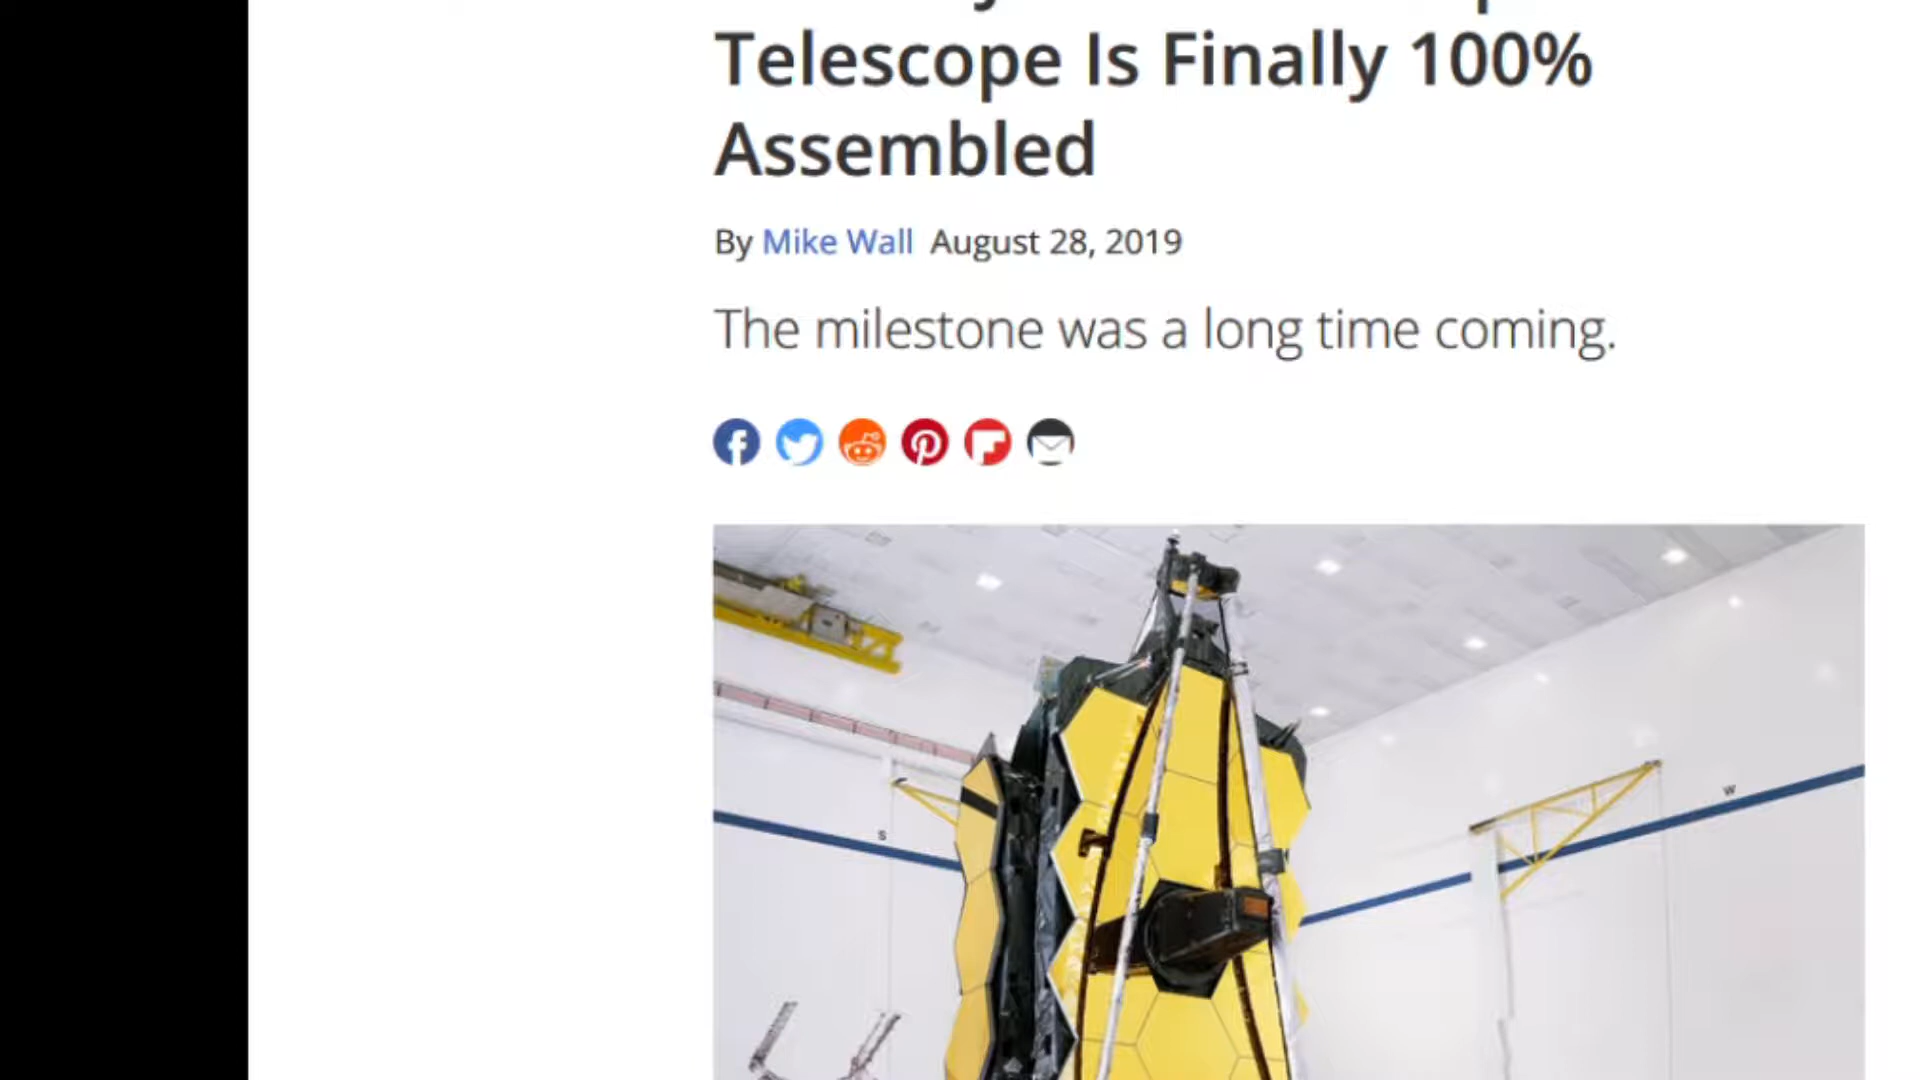 Telescope Is Finally 100%
Assembled
By Mike Wall August 28, 2019
The milestone was a long time coming.
S
W